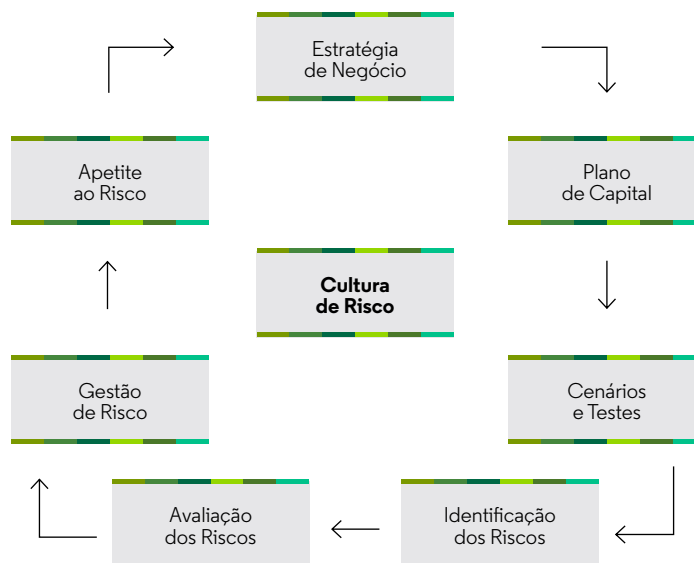 Estratégia
de Negócio
Apetite
ao Risco
Plano
de Capital
Cultura
de Risco
Gestão
de Risco
Cenários
e Testes
Avaliação
dos Riscos
Identificação
dos Riscos